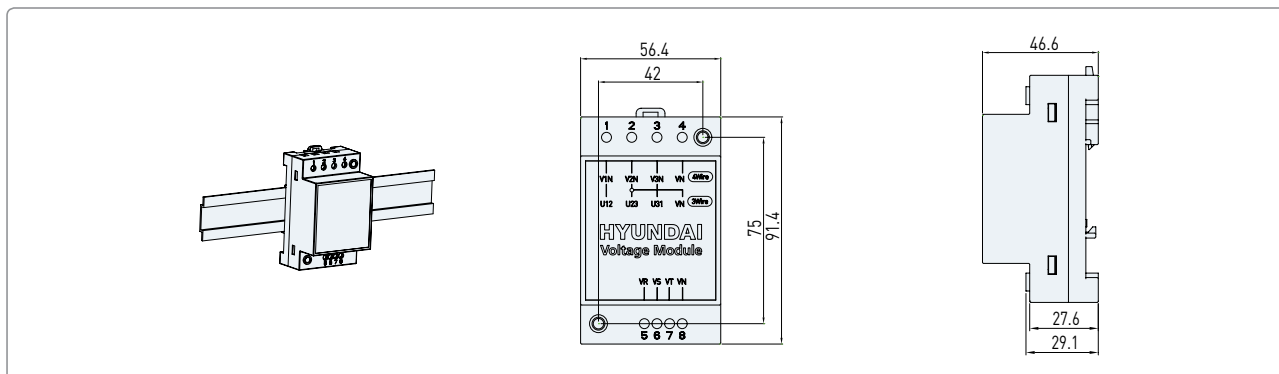 56.4
42
46.6
1 2 3 4
V1N V2N V3N VN 4Wire
U12 U23 U31 VN 3Wire
HYUNDAI
Voltage Module
75
91.4
VR VS VT VN
5 6 7 8
27.6
29.1